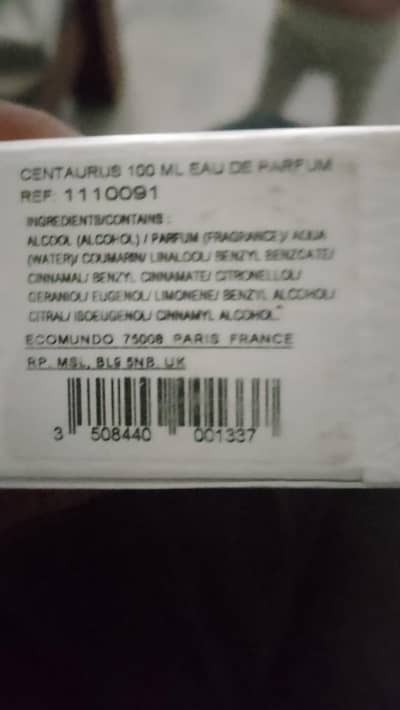 CENTAURUS 100 ML EAU DE PARFUM
REF: 1110091
INGREDIENTS/CONTAINS :
ALCOOL (ALCOHOL) / PARFUM (FRAGRANCE)/ AQUA
(WATER)/ COUMARIN/ LINALOOL/ BENZYL BENZOATE/
CINNAMAL/ BENZYL CINNAMATE/ CITRONELLOL/
GERANIOL/ EUGENOL/ LIMONENE/ BENZYL ALCOHOL/
CITRAL/ ISOEUGENOL/ CINNAMYL ALCOHOL.
ECOMUNDO 75008 PARIS FRANCE
RP. MSL, BL9 5NB. UK
3 508440 001337